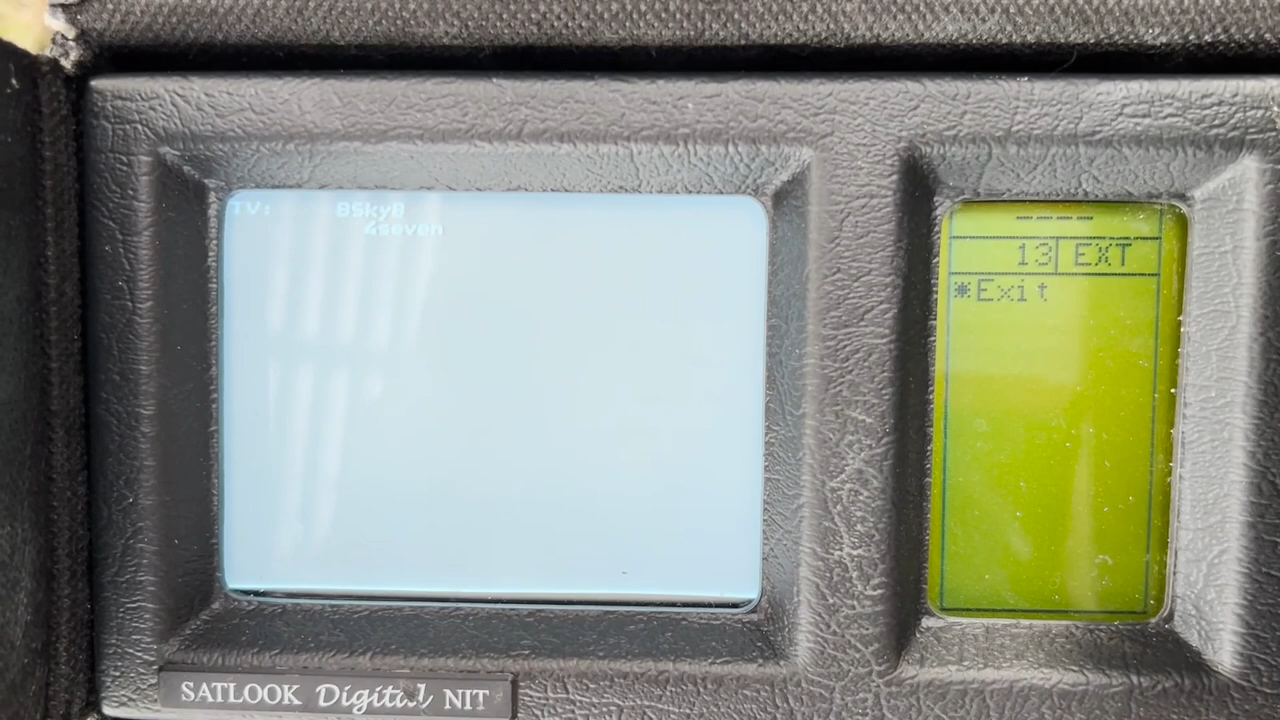 TV: BSkyB
4seven
----
13 EXT
*Exit
SATLOOK Digital NIT